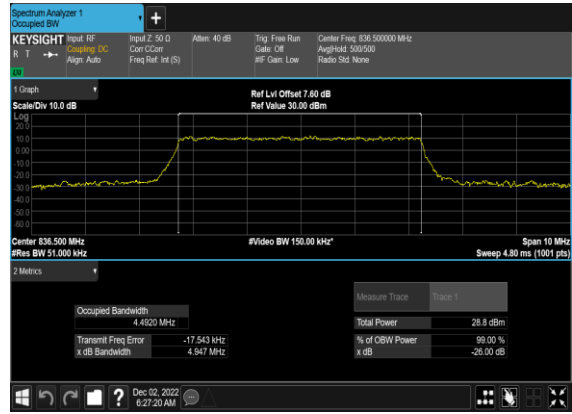 Spectrum Analyzer 1
Occupied BW
+
KEYSIGHT Input: RF Input Z: 50 Ω Atten: 40 dB Trig: Free Run Center Freq: 836.500000 MHz
R T Coupling: DC Corr CCorr Gate: Off Avg|Hold: 500/500
Align: Auto Freq Ref: Int (S) #IF Gain: Low Radio Std: None
1 Graph
Ref Lvl Offset 7.60 dB
Scale/Div 10.0 dB Ref Value 30.00 dBm
Log
20.0
10.0
0.00
-10.0
-20.0
-30.0
-40.0
-50.0
-60.0
Center 836.500 MHz #Video BW 150.00 kHz* Span 10 MHz
#Res BW 51.000 kHz Sweep 4.80 ms (1001 pts)
2 Metrics
Measure Trace Trace 1
Occupied Bandwidth
4.4920 MHz Total Power 28.8 dBm
Transmit Freq Error -17.543 kHz % of OBW Power 99.00 %
x dB Bandwidth 4.947 MHz x dB -26.00 dB
? Dec 02, 2022
6:27:20 AM